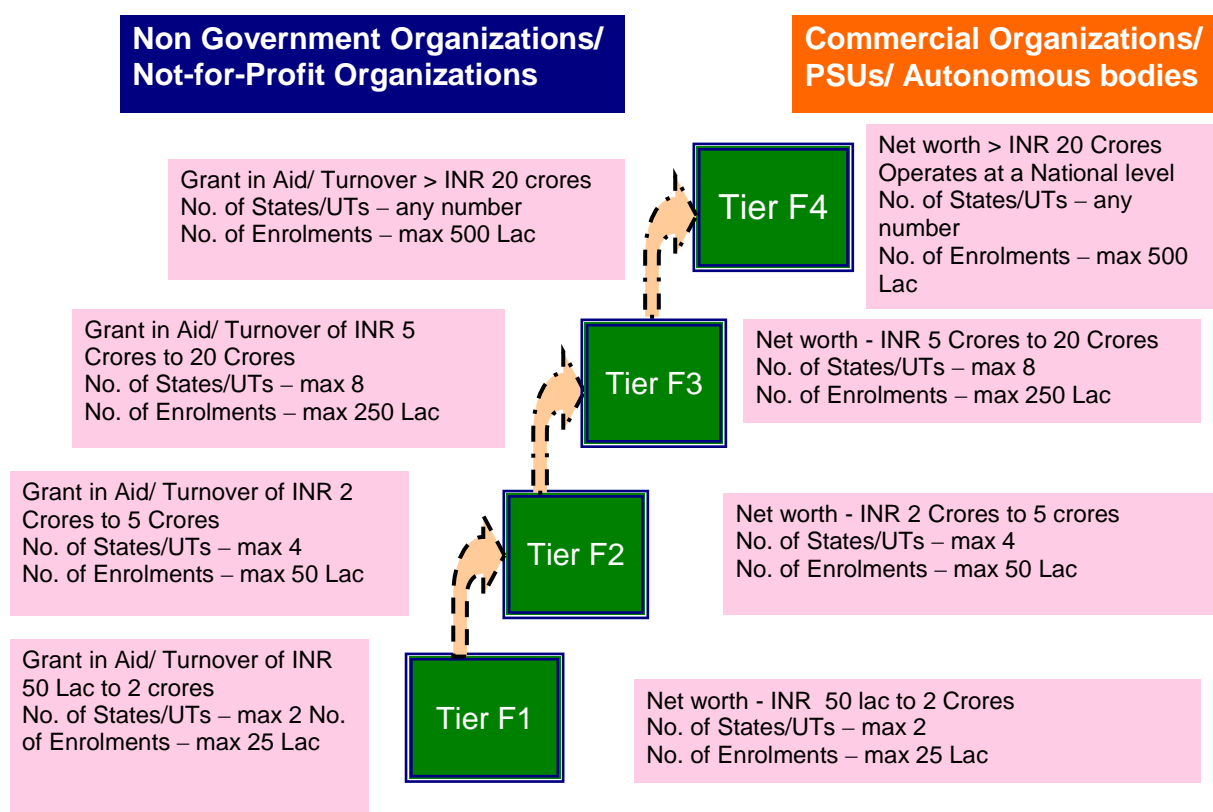 Non Government Organizations/
Not-for-Profit Organizations
Commercial Organizations/
PSUs/ Autonomous bodies
Grant in Aid/ Turnover > INR 20 crores
No. of States/UTs – any number
No. of Enrolments – max 500 Lac
Tier F4
Net worth > INR 20 Crores
Operates at a National level
No. of States/UTs – any
number
No. of Enrolments – max 500
Lac
Grant in Aid/ Turnover of INR 5
Crores to 20 Crores
No. of States/UTs – max 8
No. of Enrolments – max 250 Lac
Tier F3
Net worth - INR 5 Crores to 20 Crores
No. of States/UTs – max 8
No. of Enrolments – max 250 Lac
Grant in Aid/ Turnover of INR 2
Crores to 5 Crores
No. of States/UTs – max 4
No. of Enrolments – max 50 Lac
Tier F2
Net worth - INR 2 Crores to 5 crores
No. of States/UTs – max 4
No. of Enrolments – max 50 Lac
Grant in Aid/ Turnover of INR
50 Lac to 2 crores
No. of States/UTs – max 2 No.
of Enrolments – max 25 Lac
Tier F1
Net worth - INR 50 lac to 2 Crores
No. of States/UTs – max 2
No. of Enrolments – max 25 Lac